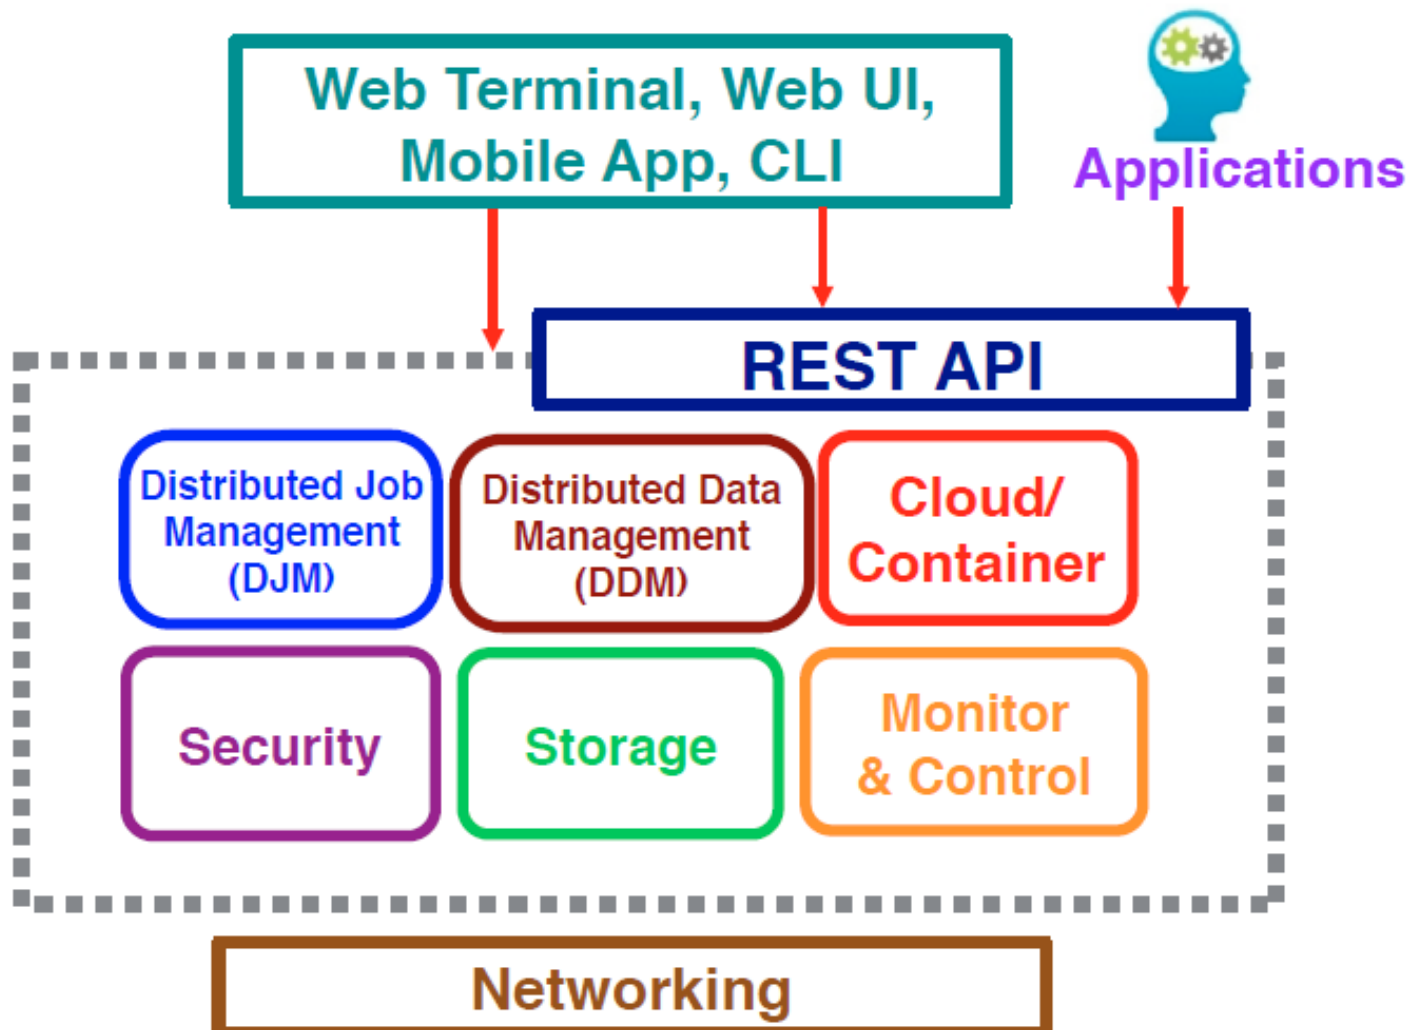 Web Terminal, Web UI,
Mobile App, CLI
Applications
REST API
Distributed Job
Management
(DJM)
Distributed Data
Management
(DDM)
Cloud/
Container
Security
Storage
Monitor
& Control
Networking